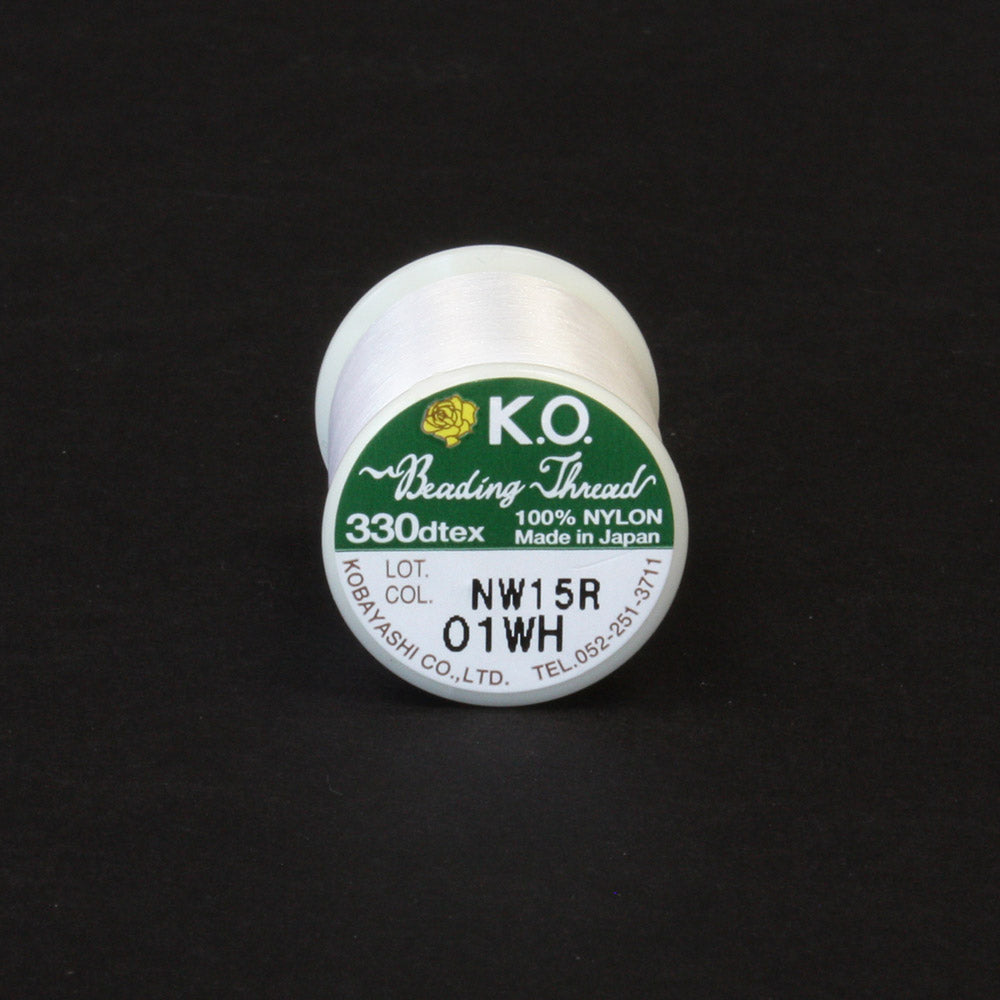 K.O.
Beading Thread
330dtex
100% NYLON
Made in Japan
LOT. NW15R
COL. 01WH
KOBAYASHI CO.,LTD. TEL.052-251-3711